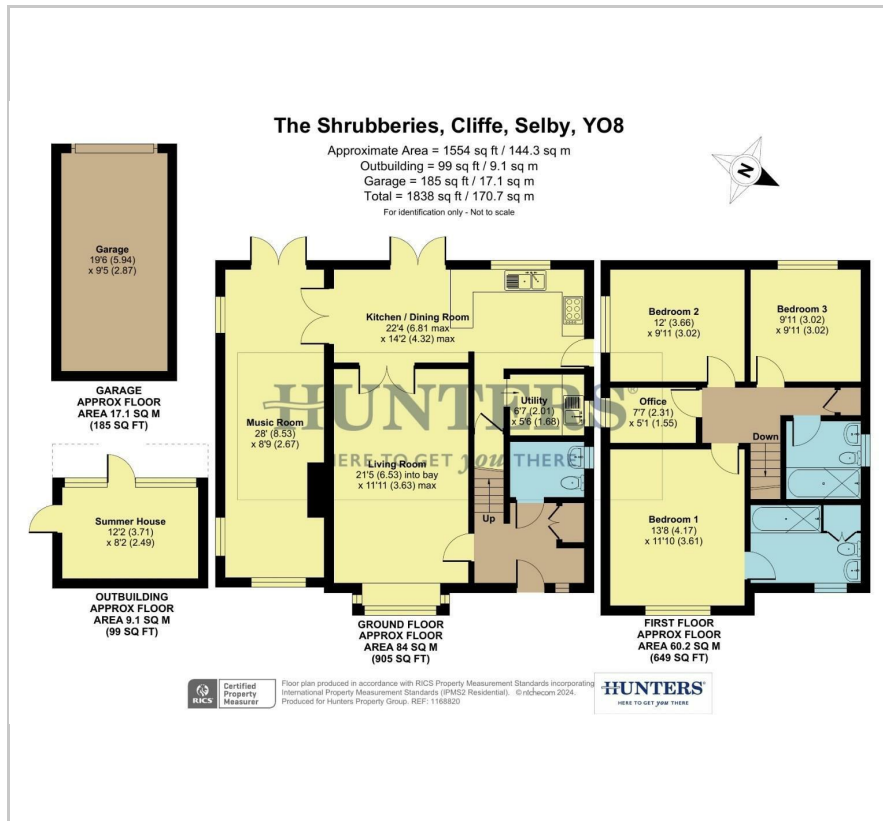 The Shrubberies, Cliffe, Selby, YO8
Approximate Area = 1554 sq ft / 144.3 sq m
Outbuilding = 99 sq ft / 9.1 sq m
Garage = 185 sq ft / 17.1 sq m
Total = 1838 sq ft / 170.7 sq m
For identification only - Not to scale
N
Garage
19'6 (5.94)
x 9'5 (2.87)
GARAGE
APPROX FLOOR
AREA 17.1 SQ M
(185 SQ FT)
Summer House
12'2 (3.71)
x 8'2 (2.49)
OUTBUILDING
APPROX FLOOR
AREA 9.1 SQ M
(99 SQ FT)
Kitchen / Dining Room
22'4 (6.81 max
x 14'2 (4.32) max
Music Room
28' (8.53)
x 8'9 (2.67)
Utility
6'7 (2.01)
x 5'6 (1.68)
Living Room
21'5 (6.53) into bay
x 11'11 (3.63) max
Up
GROUND FLOOR
APPROX FLOOR
AREA 84 SQ M
(905 SQ FT)
Bedroom 2
12' (3.66)
x 9'11 (3.02)
Bedroom 3
9'11 (3.02)
x 9'11 (3.02)
Office
7'7 (2.31)
x 5'1 (1.55)
Down
Bedroom 1
13'8 (4.17)
x 11'10 (3.61)
FIRST FLOOR
APPROX FLOOR
AREA 60.2 SQ M
(649 SQ FT)
HUNTERS®
HERE TO GET you THERE
RICS
Certified
Property
Measurer
Floor plan produced in accordance with RICS Property Measurement Standards incorporating
International Property Measurement Standards (IPMS2 Residential). © nichecom 2024.
Produced for Hunters Property Group. REF: 1168820
HUNTERS®
HERE TO GET you THERE